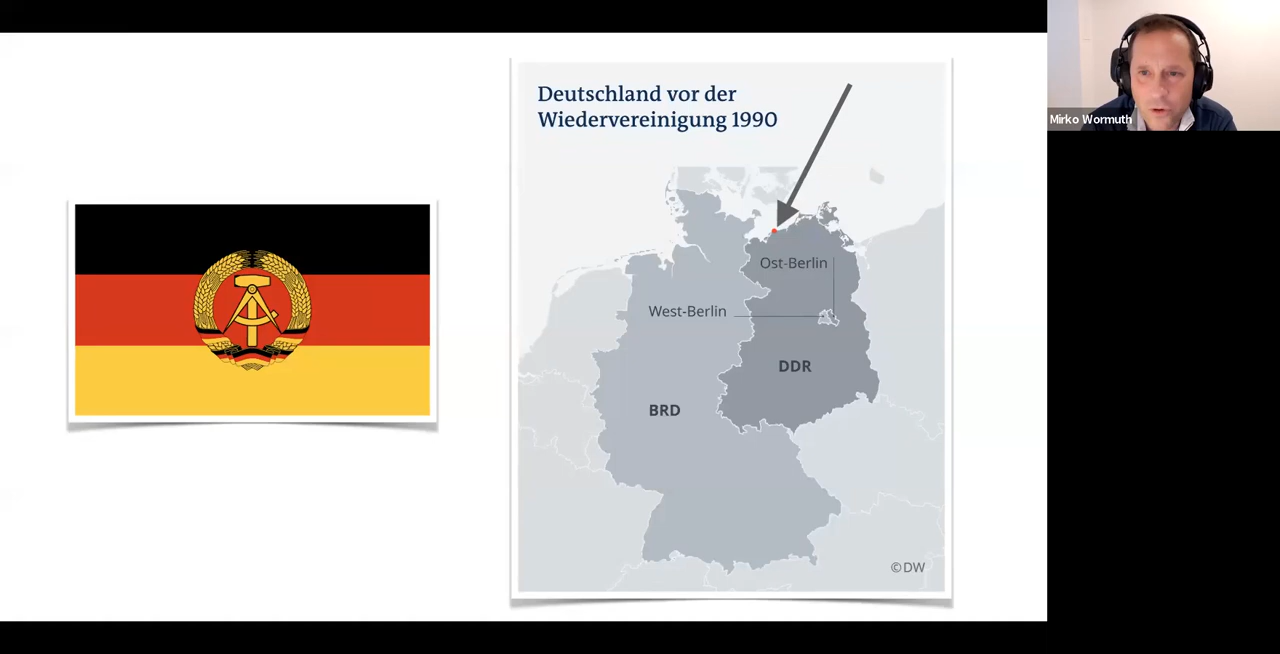 Deutschland vor der
Wiedervereinigung 1990
Ost-Berlin
West-Berlin
DDR
BRD
©DW
Mirko Wormuth